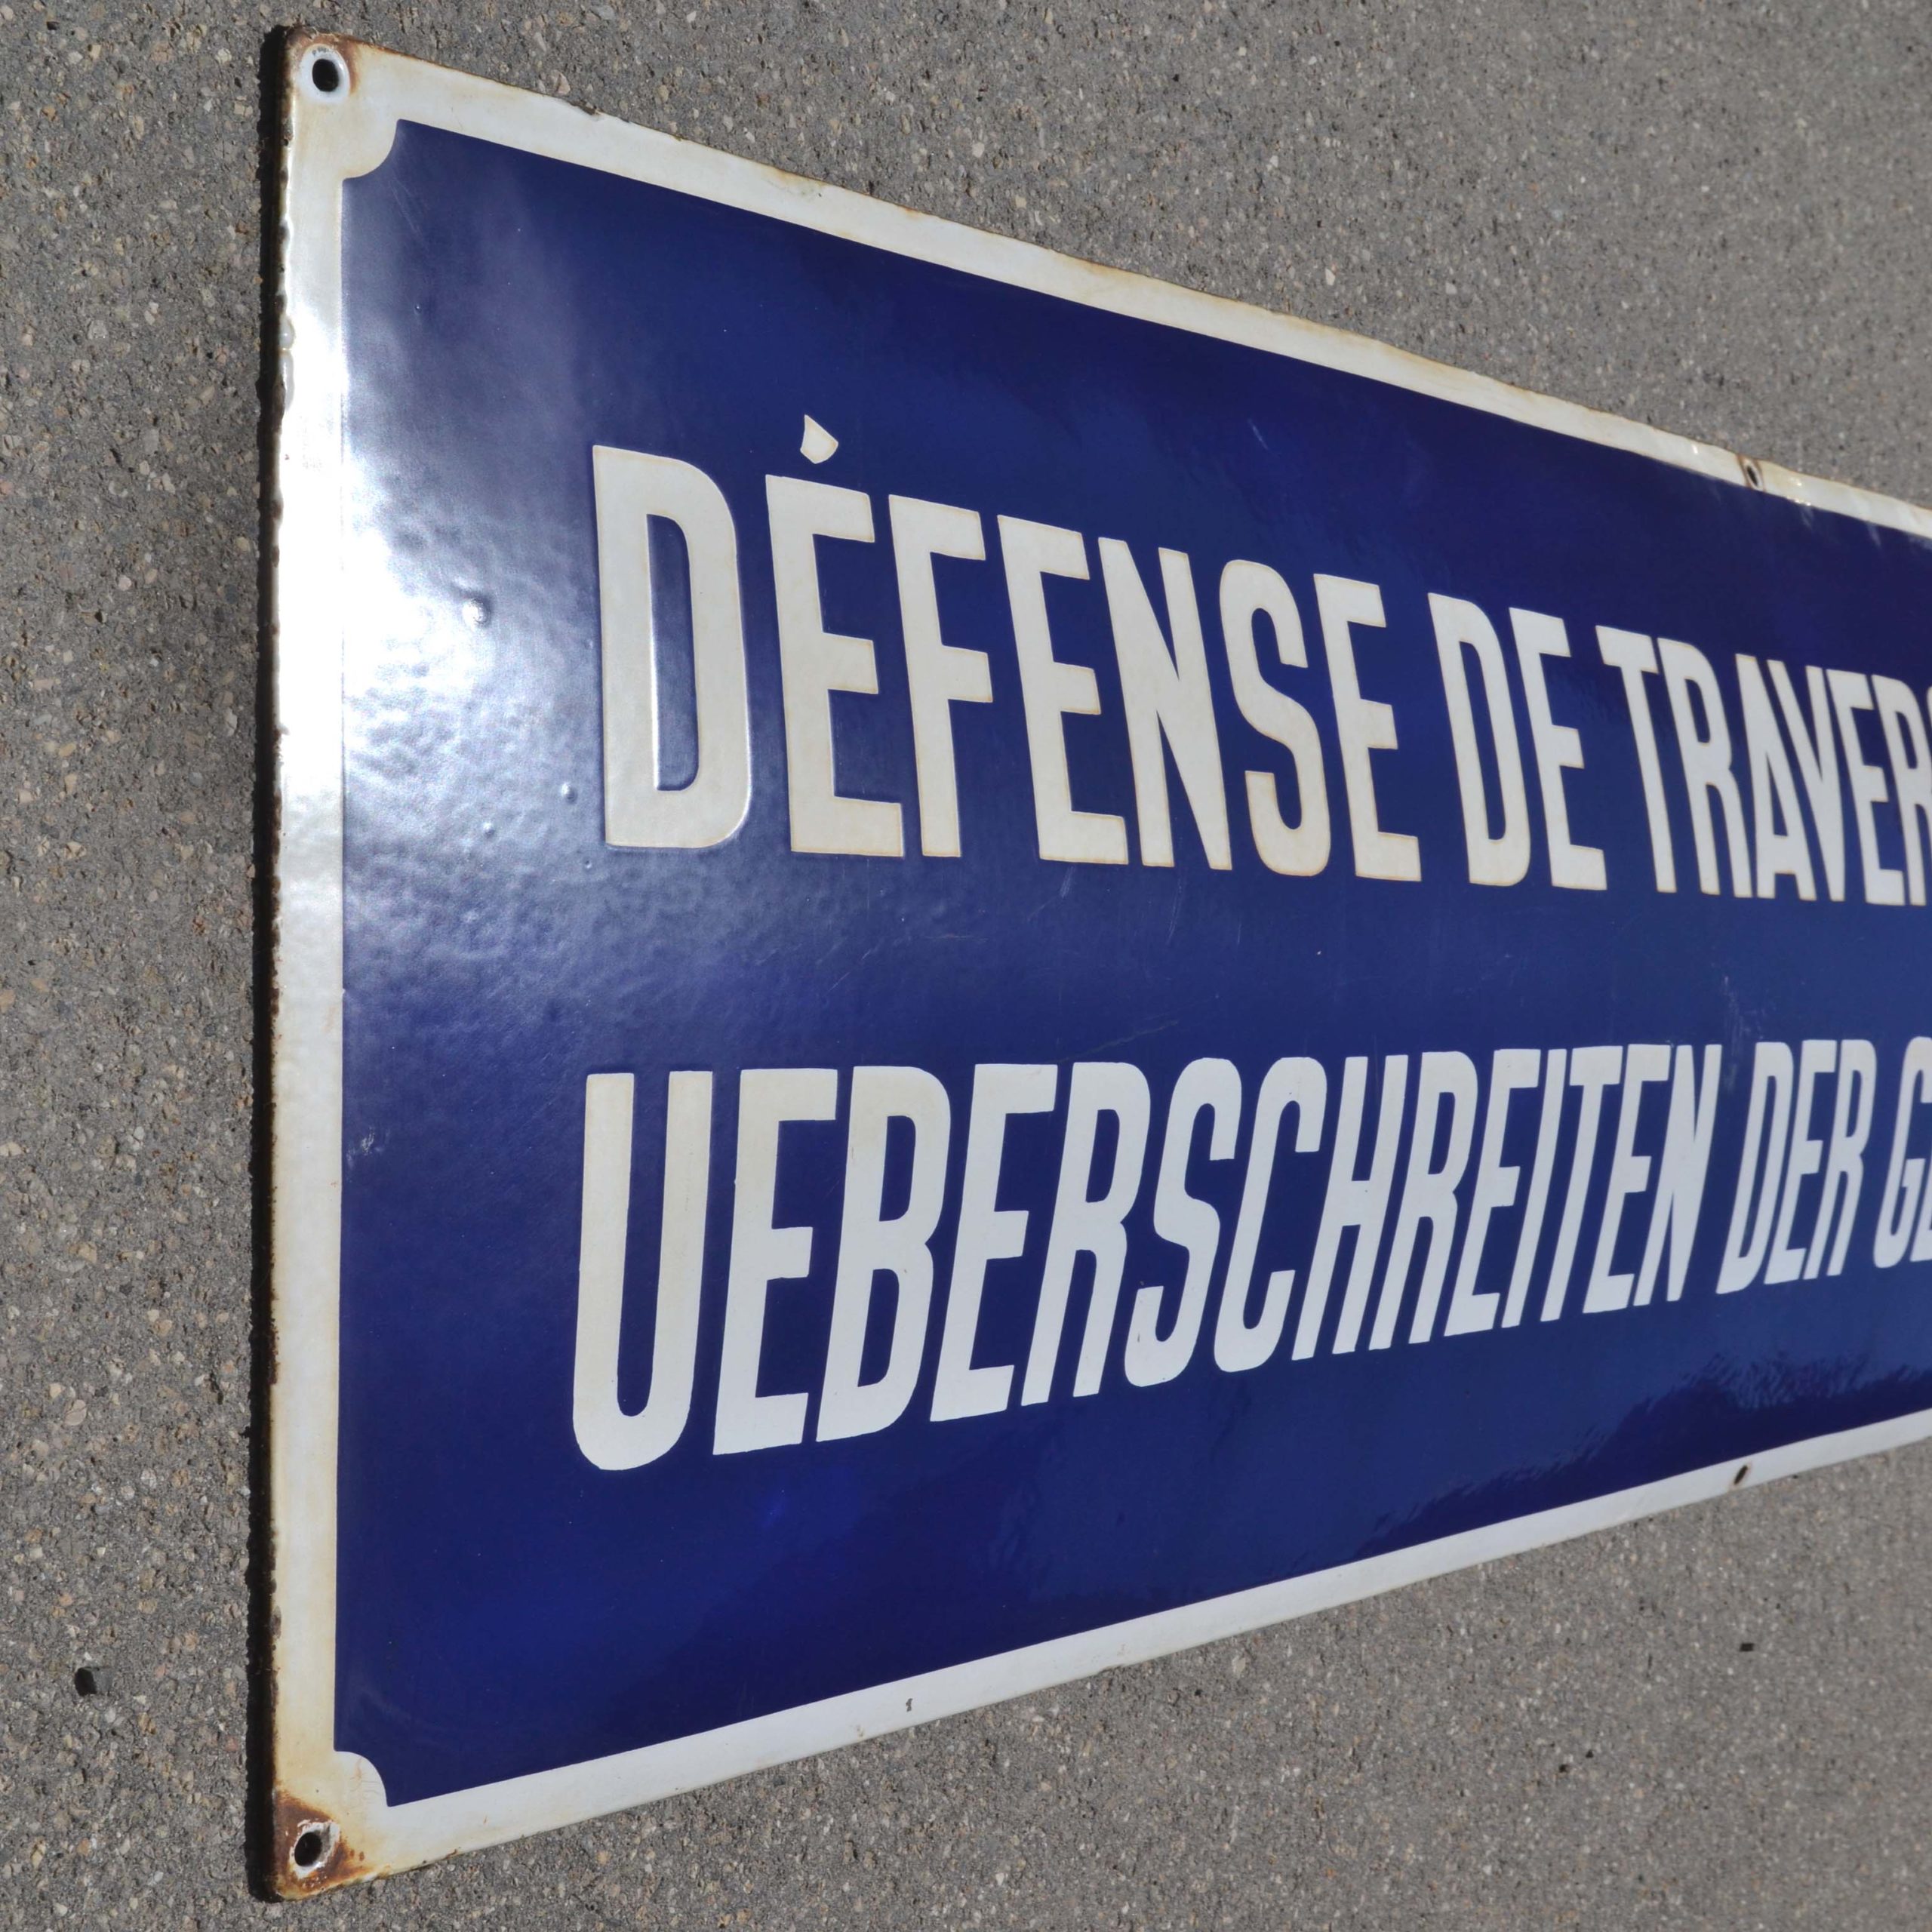 DÉFENSE DE TRAVER
UEBERSCHREITEN DER G